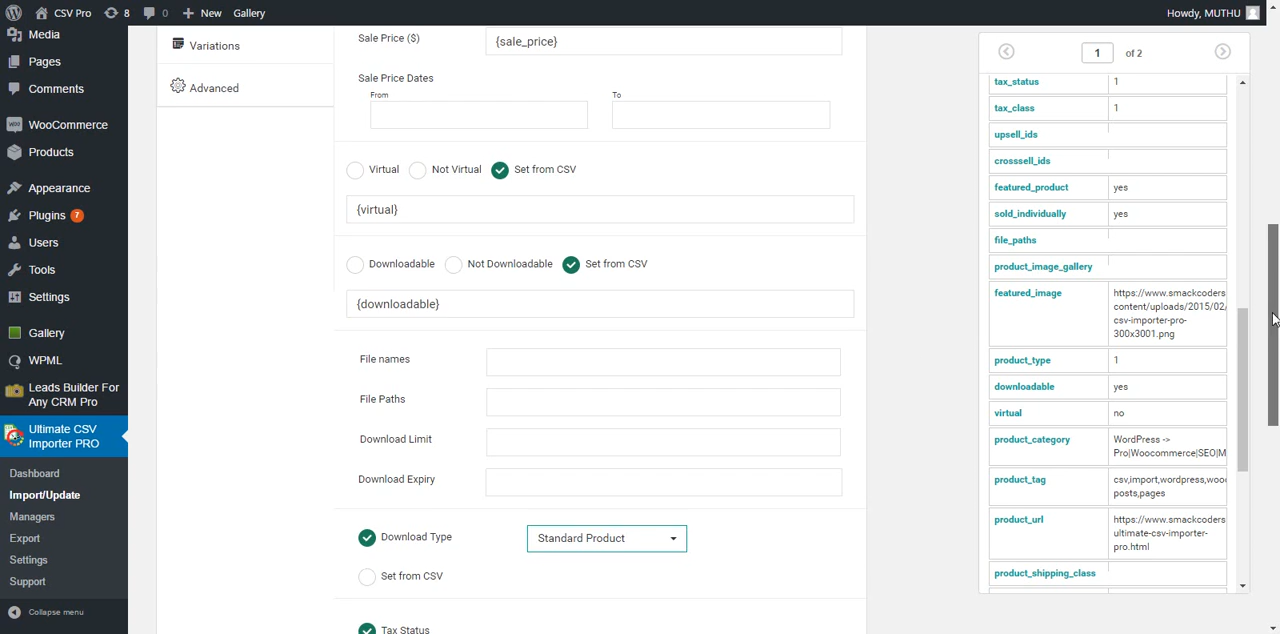 CSV Pro 8 0 New Gallery Howdy, MUTHU
Media
Pages
Comments
WooCommerce
Products
Appearance
Plugins 7
Users
Tools
Settings
Gallery
WPML
Leads Builder For
Any CRM Pro
Ultimate CSV
Importer PRO
Dashboard
Import/Update
Managers
Export
Settings
Support
Collapse menu
Variations
Advanced
Sale Price ($) {sale_price}
Sale Price Dates
From To
Virtual Not Virtual Set from CSV
{virtual}
Downloadable Not Downloadable Set from CSV
{downloadable}
File names
File Paths
Download Limit
Download Expiry
Download Type Standard Product
Set from CSV
Tax Status
1 of 2
tax_status 1
tax_class 1
upsell_ids
crosssell_ids
featured_product yes
sold_individually yes
file_paths
product_image_gallery
featured_image https://www.smackcoders
content/uploads/2015/02/
csv-importer-pro-
300x3001.png
product_type 1
downloadable yes
virtual no
product_category WordPress ->
Pro|Woocommerce|SEO|M
product_tag csv,import,wordpress,woo
posts,pages
product_url https://www.smackcoders
ultimate-csv-importer-
pro.html
product_shipping_class